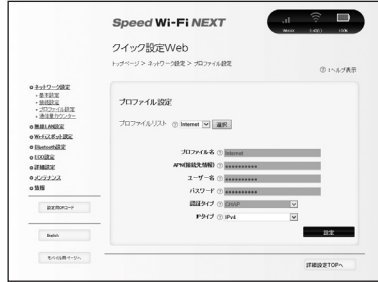 Speed Wi-Fi NEXT
クイック設定Web
トップページ > ネットワーク設定 > プロファイル設定
ヘルプ表示
ネットワーク設定
基本設定
接続設定
プロファイル設定
通信量カウンター
無線LAN設定
Wi-Fiスポット設定
Bluetooth設定
ECO設定
詳細設定
メンテナンス
情報
設定用QRコード
English
モバイル用ページへ
プロファイル設定
プロファイルリスト Internet 選択
プロファイル名 Internet
APN(接続先情報) **********
ユーザー名 **********
パスワード **********
認証タイプ CHAP
IPタイプ IPv4
設定
詳細設定TOPへ